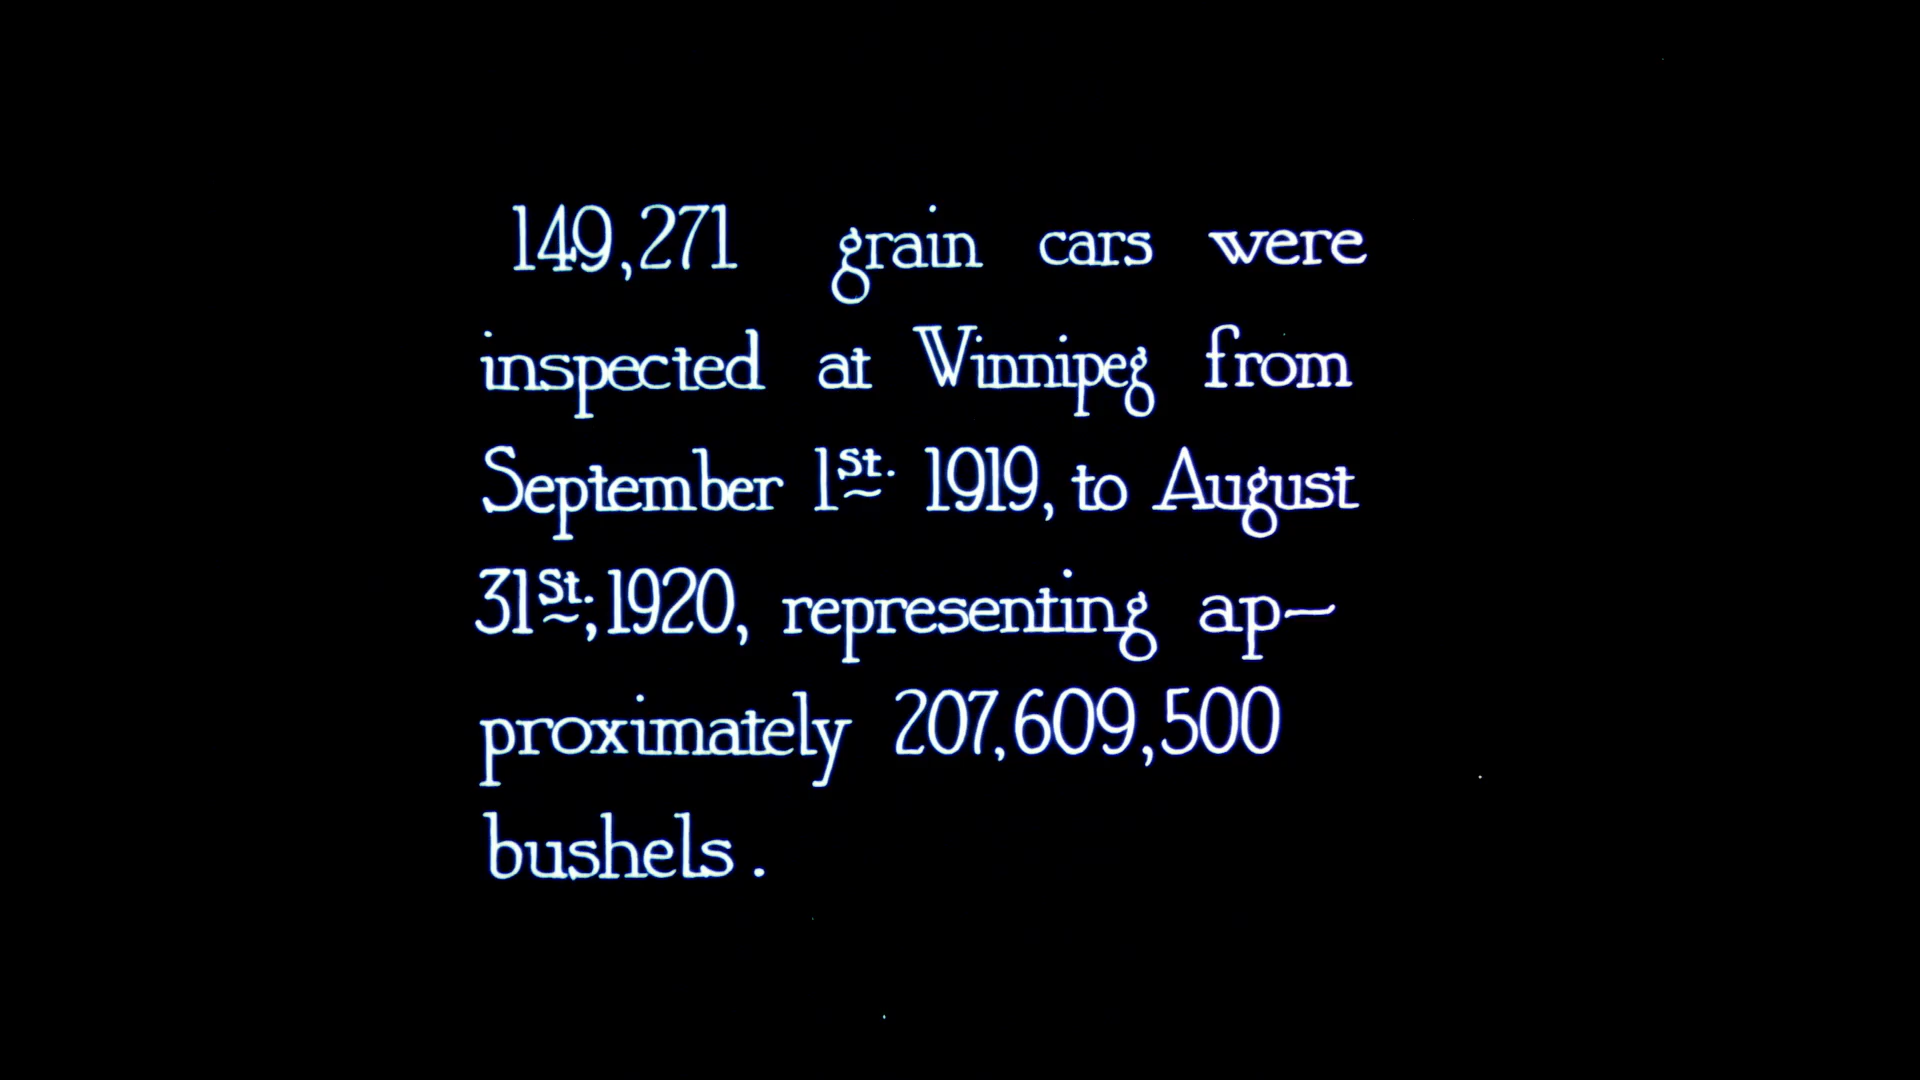 149,271 grain cars were
inspected at Winnipeg from
September 1st. 1919, to August
31st.;1920, representing ap-
proximately 207,609,500
bushels.